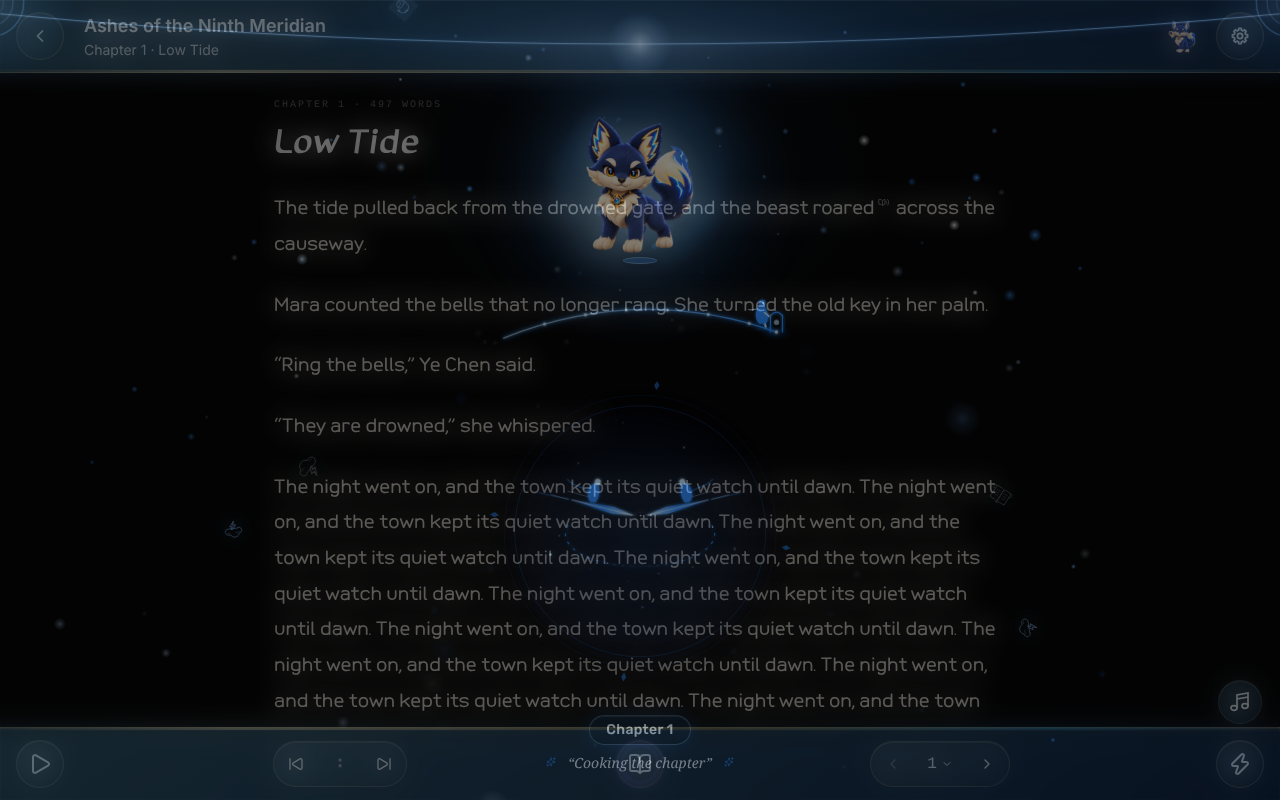 Ashes of the Ninth Meridian
Chapter 1 · Low Tide
CHAPTER 1 · 497 WORDS
Low Tide
The tide pulled back from the drowned gate, and the beast roared across the
causeway.
Mara counted the bells that no longer rang. She turned the old key in her palm.
“Ring the bells,” Ye Chen said.
“They are drowned,” she whispered.
The night went on, and the town kept its quiet watch until dawn. The night went
on, and the town kept its quiet watch until dawn. The night went on, and the
town kept its quiet watch until dawn. The night went on, and the town kept its
quiet watch until dawn. The night went on, and the town kept its quiet watch
until dawn. The night went on, and the town kept its quiet watch until dawn. The
night went on, and the town kept its quiet watch until dawn. The night went on,
and the town kept its quiet watch until dawn. The night went on, and the town
Chapter 1
:
“Cooking the chapter”
1